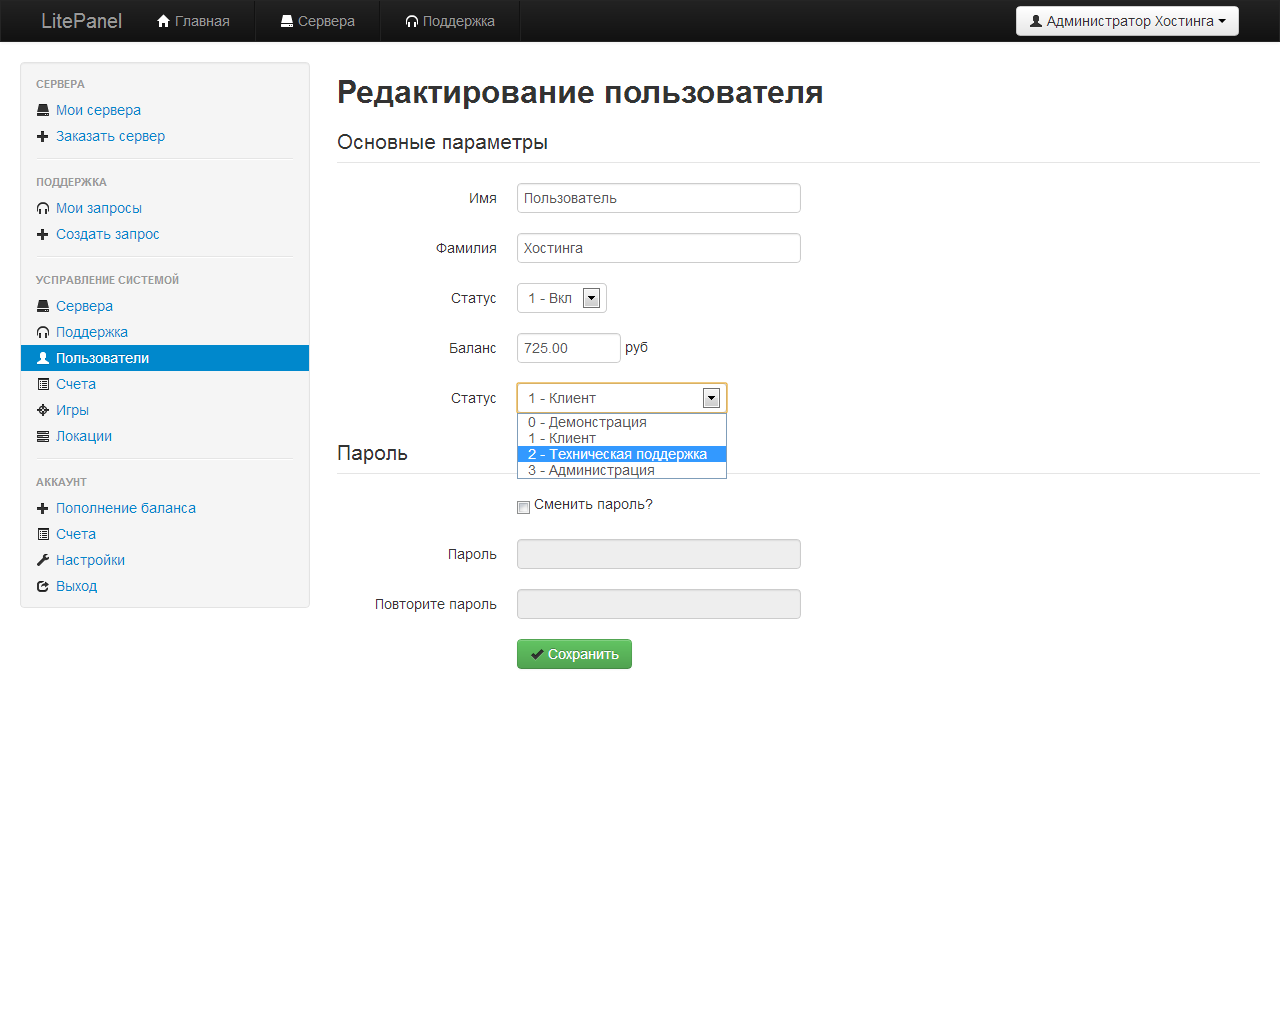 LitePanel Главная Сервера Поддержка Администратор Хостинга
СЕРВЕРА
Мои сервера
Заказать сервер
ПОДДЕРЖКА
Мои запросы
Создать запрос
УСПРАВЛЕНИЕ СИСТЕМОЙ
Сервера
Поддержка
Пользователи
Счета
Игры
Локации
АККАУНТ
Пополнение баланса
Счета
Настройки
Выход
Редактирование пользователя
Основные параметры
Имя Пользователь
Фамилия Хостинга
Статус 1 - Вкл
Баланс 725.00 руб
Статус 1 - Клиент
0 - Демонстрация
1 - Клиент
2 - Техническая поддержка
3 - Администрация
Пароль
Сменить пароль?
Пароль
Повторите пароль
Сохранить